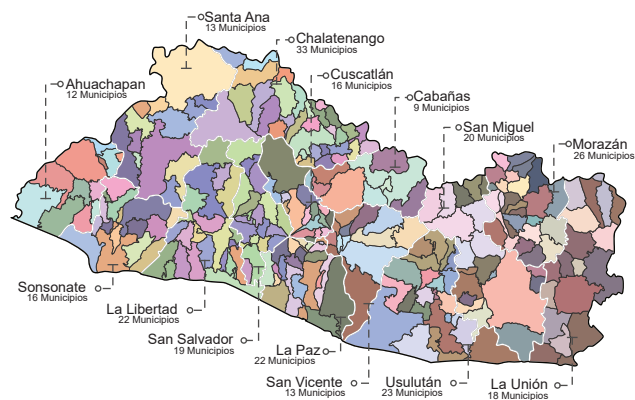 Santa Ana
13 Municipios
Chalatenango
33 Municipios
Cuscatlán
16 Municipios
Ahuachapan
12 Municipios
Cabañas
9 Municipios
San Miguel
20 Municipios
Morazán
26 Municipios
Sonsonate
16 Municipios
La Libertad
22 Municipios
San Salvador
19 Municipios
La Paz
22 Municipios
San Vicente
13 Municipios
Usulután
23 Municipios
La Unión
18 Municipios